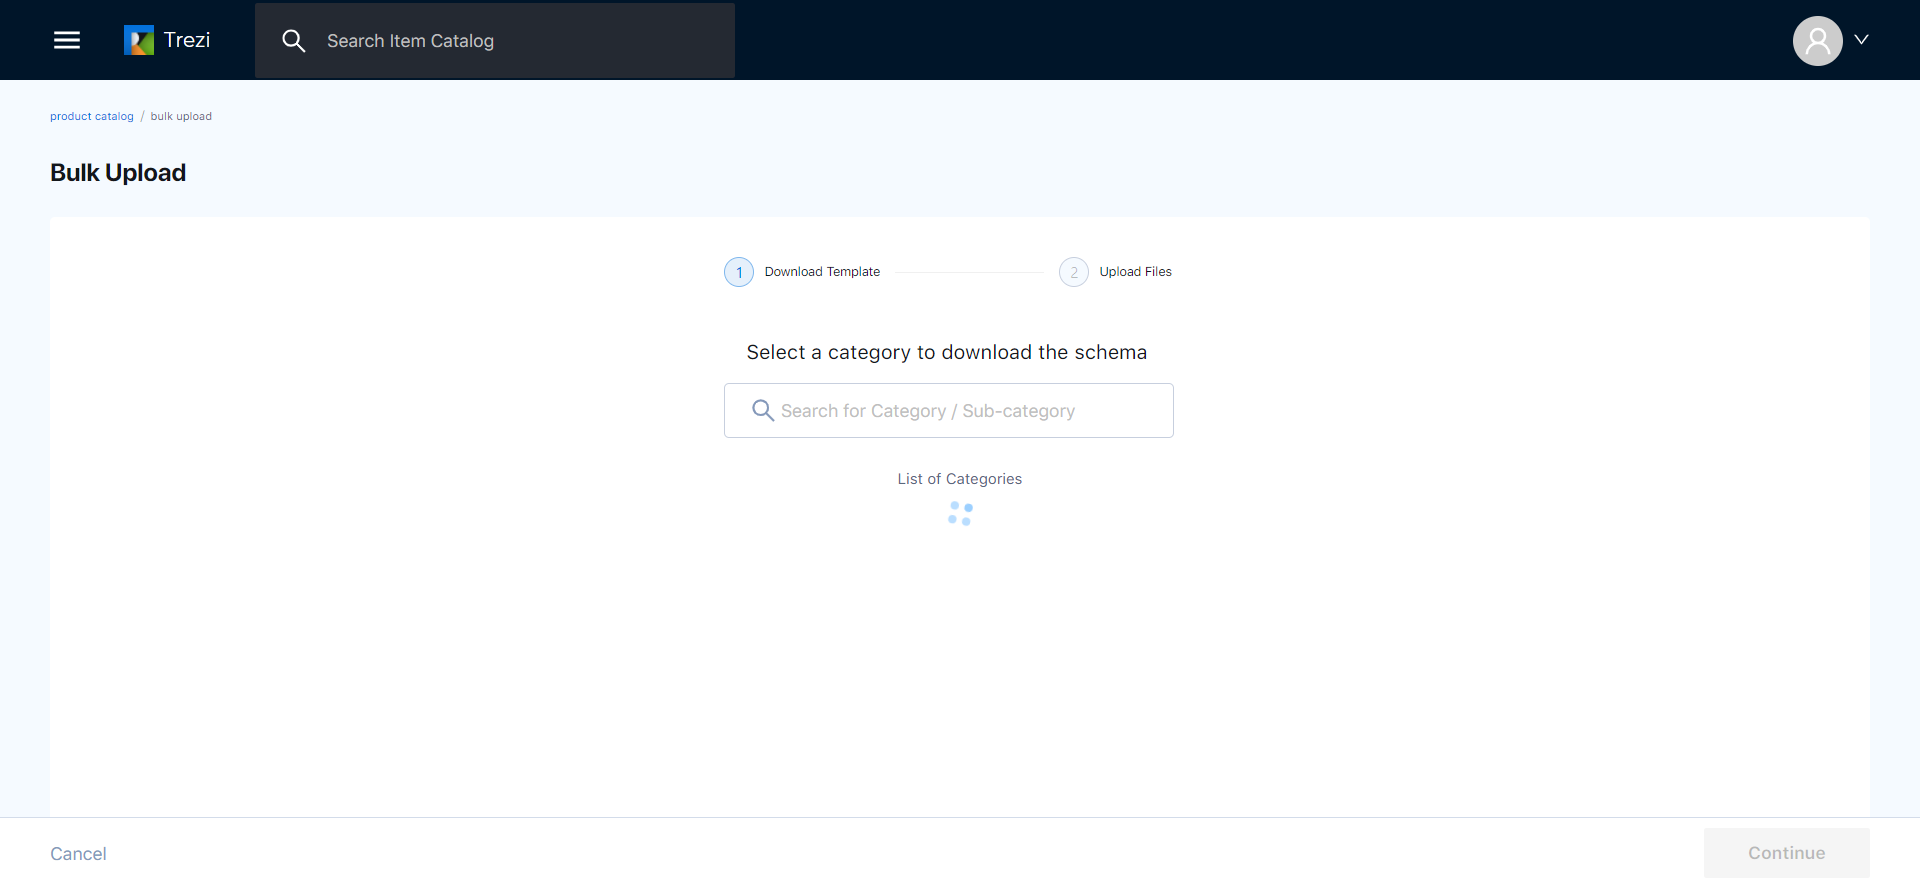 Trezi
Search Item Catalog
product catalog / bulk upload
Bulk Upload
1 Download Template
2 Upload Files
Select a category to download the schema
Search for Category / Sub-category
List of Categories
Cancel
Continue